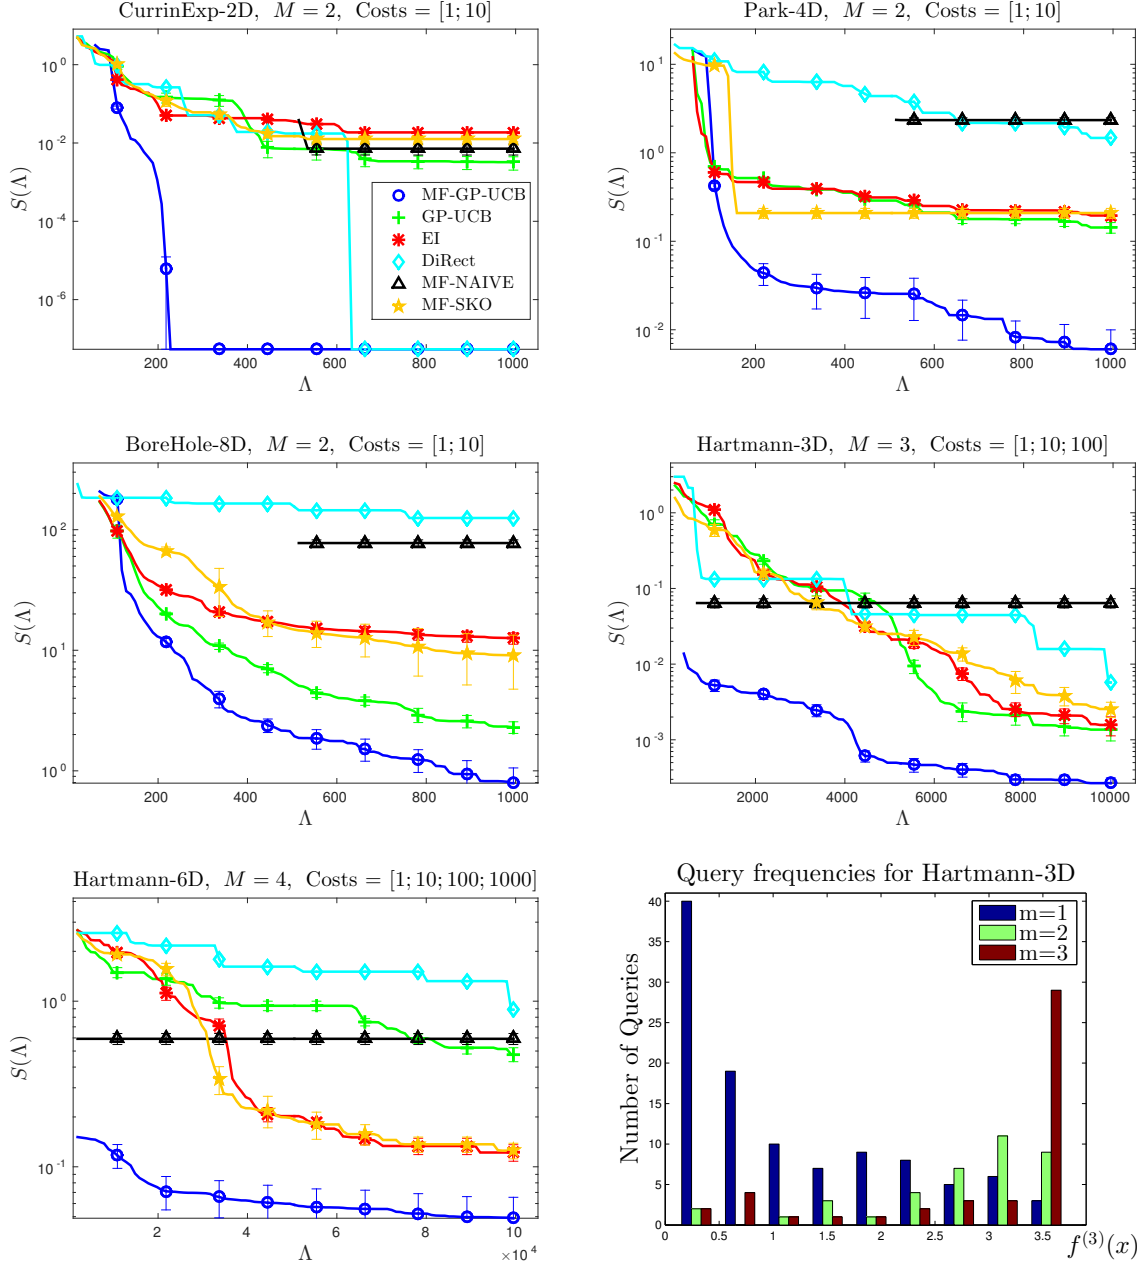 CurrinExp-2D, M = 2, Costs = [1; 10]
S(Λ)
10^0
10^-2
10^-4
10^-6
MF-GP-UCB
GP-UCB
EI
DiRect
MF-NAIVE
MF-SKO
200 400 600 800 1000
Λ
Park-4D, M = 2, Costs = [1; 10]
S(Λ)
10^1
10^0
10^-1
10^-2
200 400 600 800 1000
Λ
BoreHole-8D, M = 2, Costs = [1; 10]
S(Λ)
10^2
10^1
10^0
200 400 600 800 1000
Λ
Hartmann-3D, M = 3, Costs = [1; 10; 100]
S(Λ)
10^0
10^-1
10^-2
10^-3
2000 4000 6000 8000 10000
Λ
Hartmann-6D, M = 4, Costs = [1; 10; 100; 1000]
S(Λ)
10^0
10^-1
2 4 6 8 10
× 10^4
Λ
Query frequencies for Hartmann-3D
Number of Queries
40
35
30
25
20
15
10
5
0
m=1
m=2
m=3
0 0.5 1 1.5 2 2.5 3 3.5
f^(3)(x)